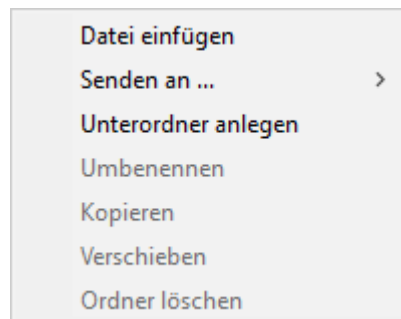 Datei einfügen
Senden an ...
Unterordner anlegen
Umbenennen
Kopieren
Verschieben
Ordner löschen